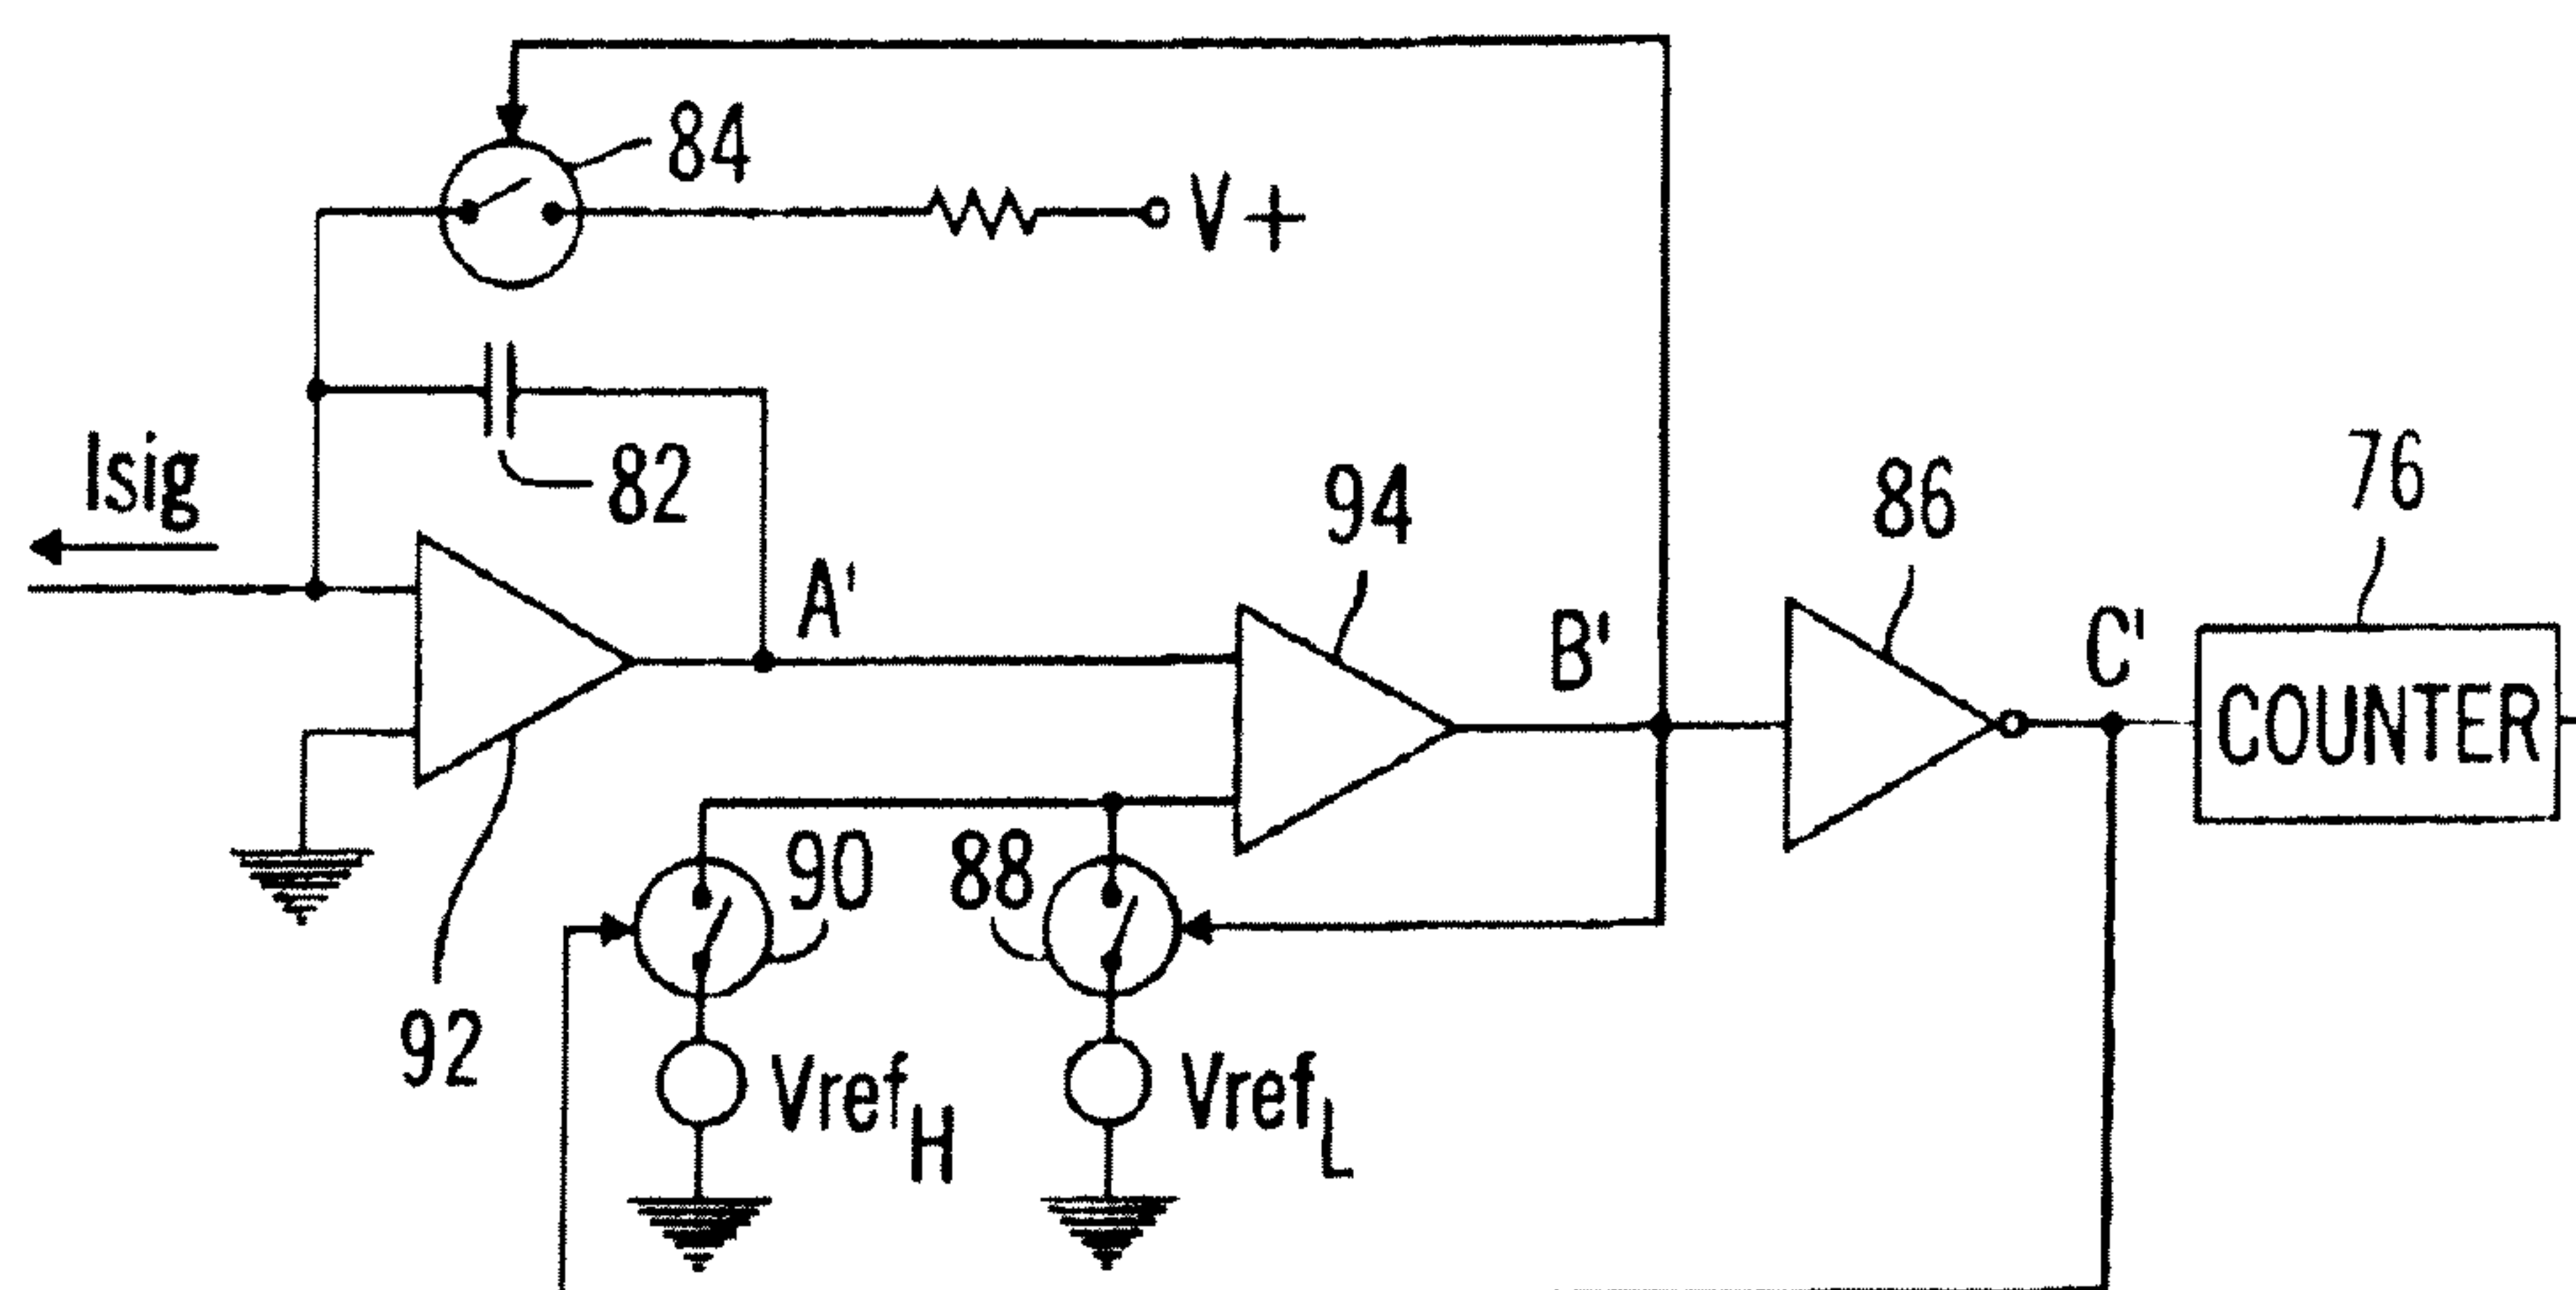 84
V+
Isig
82
A'
94
B'
86
C'
76
COUNTER
92
90
88
VrefH
VrefL